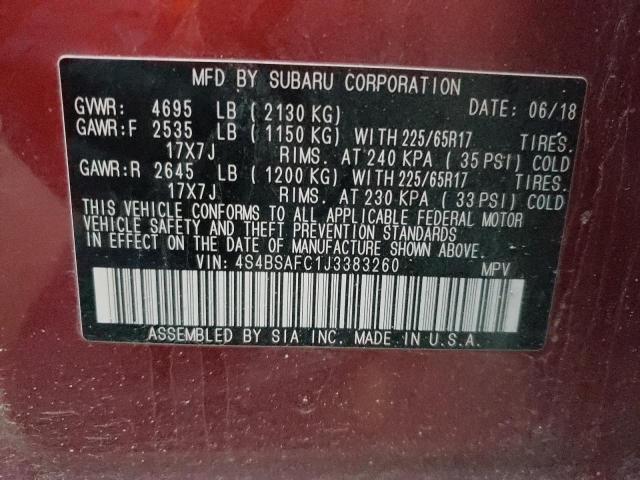 MFD BY SUBARU CORPORATION
GVWR: 4695 LB ( 2130 KG) DATE: 06/18
GAWR:F 2535 LB ( 1150 KG) WITH 225/65R17 TIRES.
17X7J RIMS. AT 240 KPA ( 35 PSI) COLD
GAWR:R 2645 LB ( 1200 KG) WITH 225/65R17 TIRES.
17X7J RIMS. AT 230 KPA ( 33 PSI) COLD
THIS VEHICLE CONFORMS TO ALL APPLICABLE FEDERAL MOTOR
VEHICLE SAFETY AND THEFT PREVENTION STANDARDS
IN EFFECT ON THE DATE OF MANUFACTURE SHOWN ABOVE.
VIN: 4S4BSAFC1J3383260 MPV
ASSEMBLED BY SIA INC. MADE IN U.S.A.